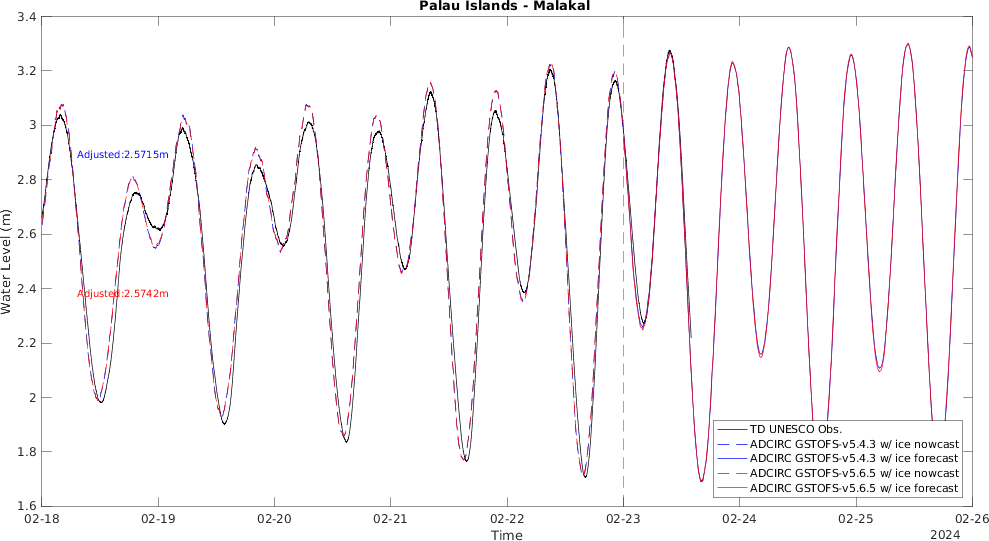 Palau Islands - Malakal
3.4
3.2
3
2.8
2.6
2.4
2.2
2
1.8
1.6
Water Level (m)
Adjusted:2.5715m
Adjusted:2.5742m
TD UNESCO Obs.
ADCIRC GSTOFS-v5.4.3 w/ ice nowcast
ADCIRC GSTOFS-v5.4.3 w/ ice forecast
ADCIRC GSTOFS-v5.6.5 w/ ice nowcast
ADCIRC GSTOFS-v5.6.5 w/ ice forecast
02-18 02-19 02-20 02-21 02-22 02-23 02-24 02-25 02-26
Time
2024